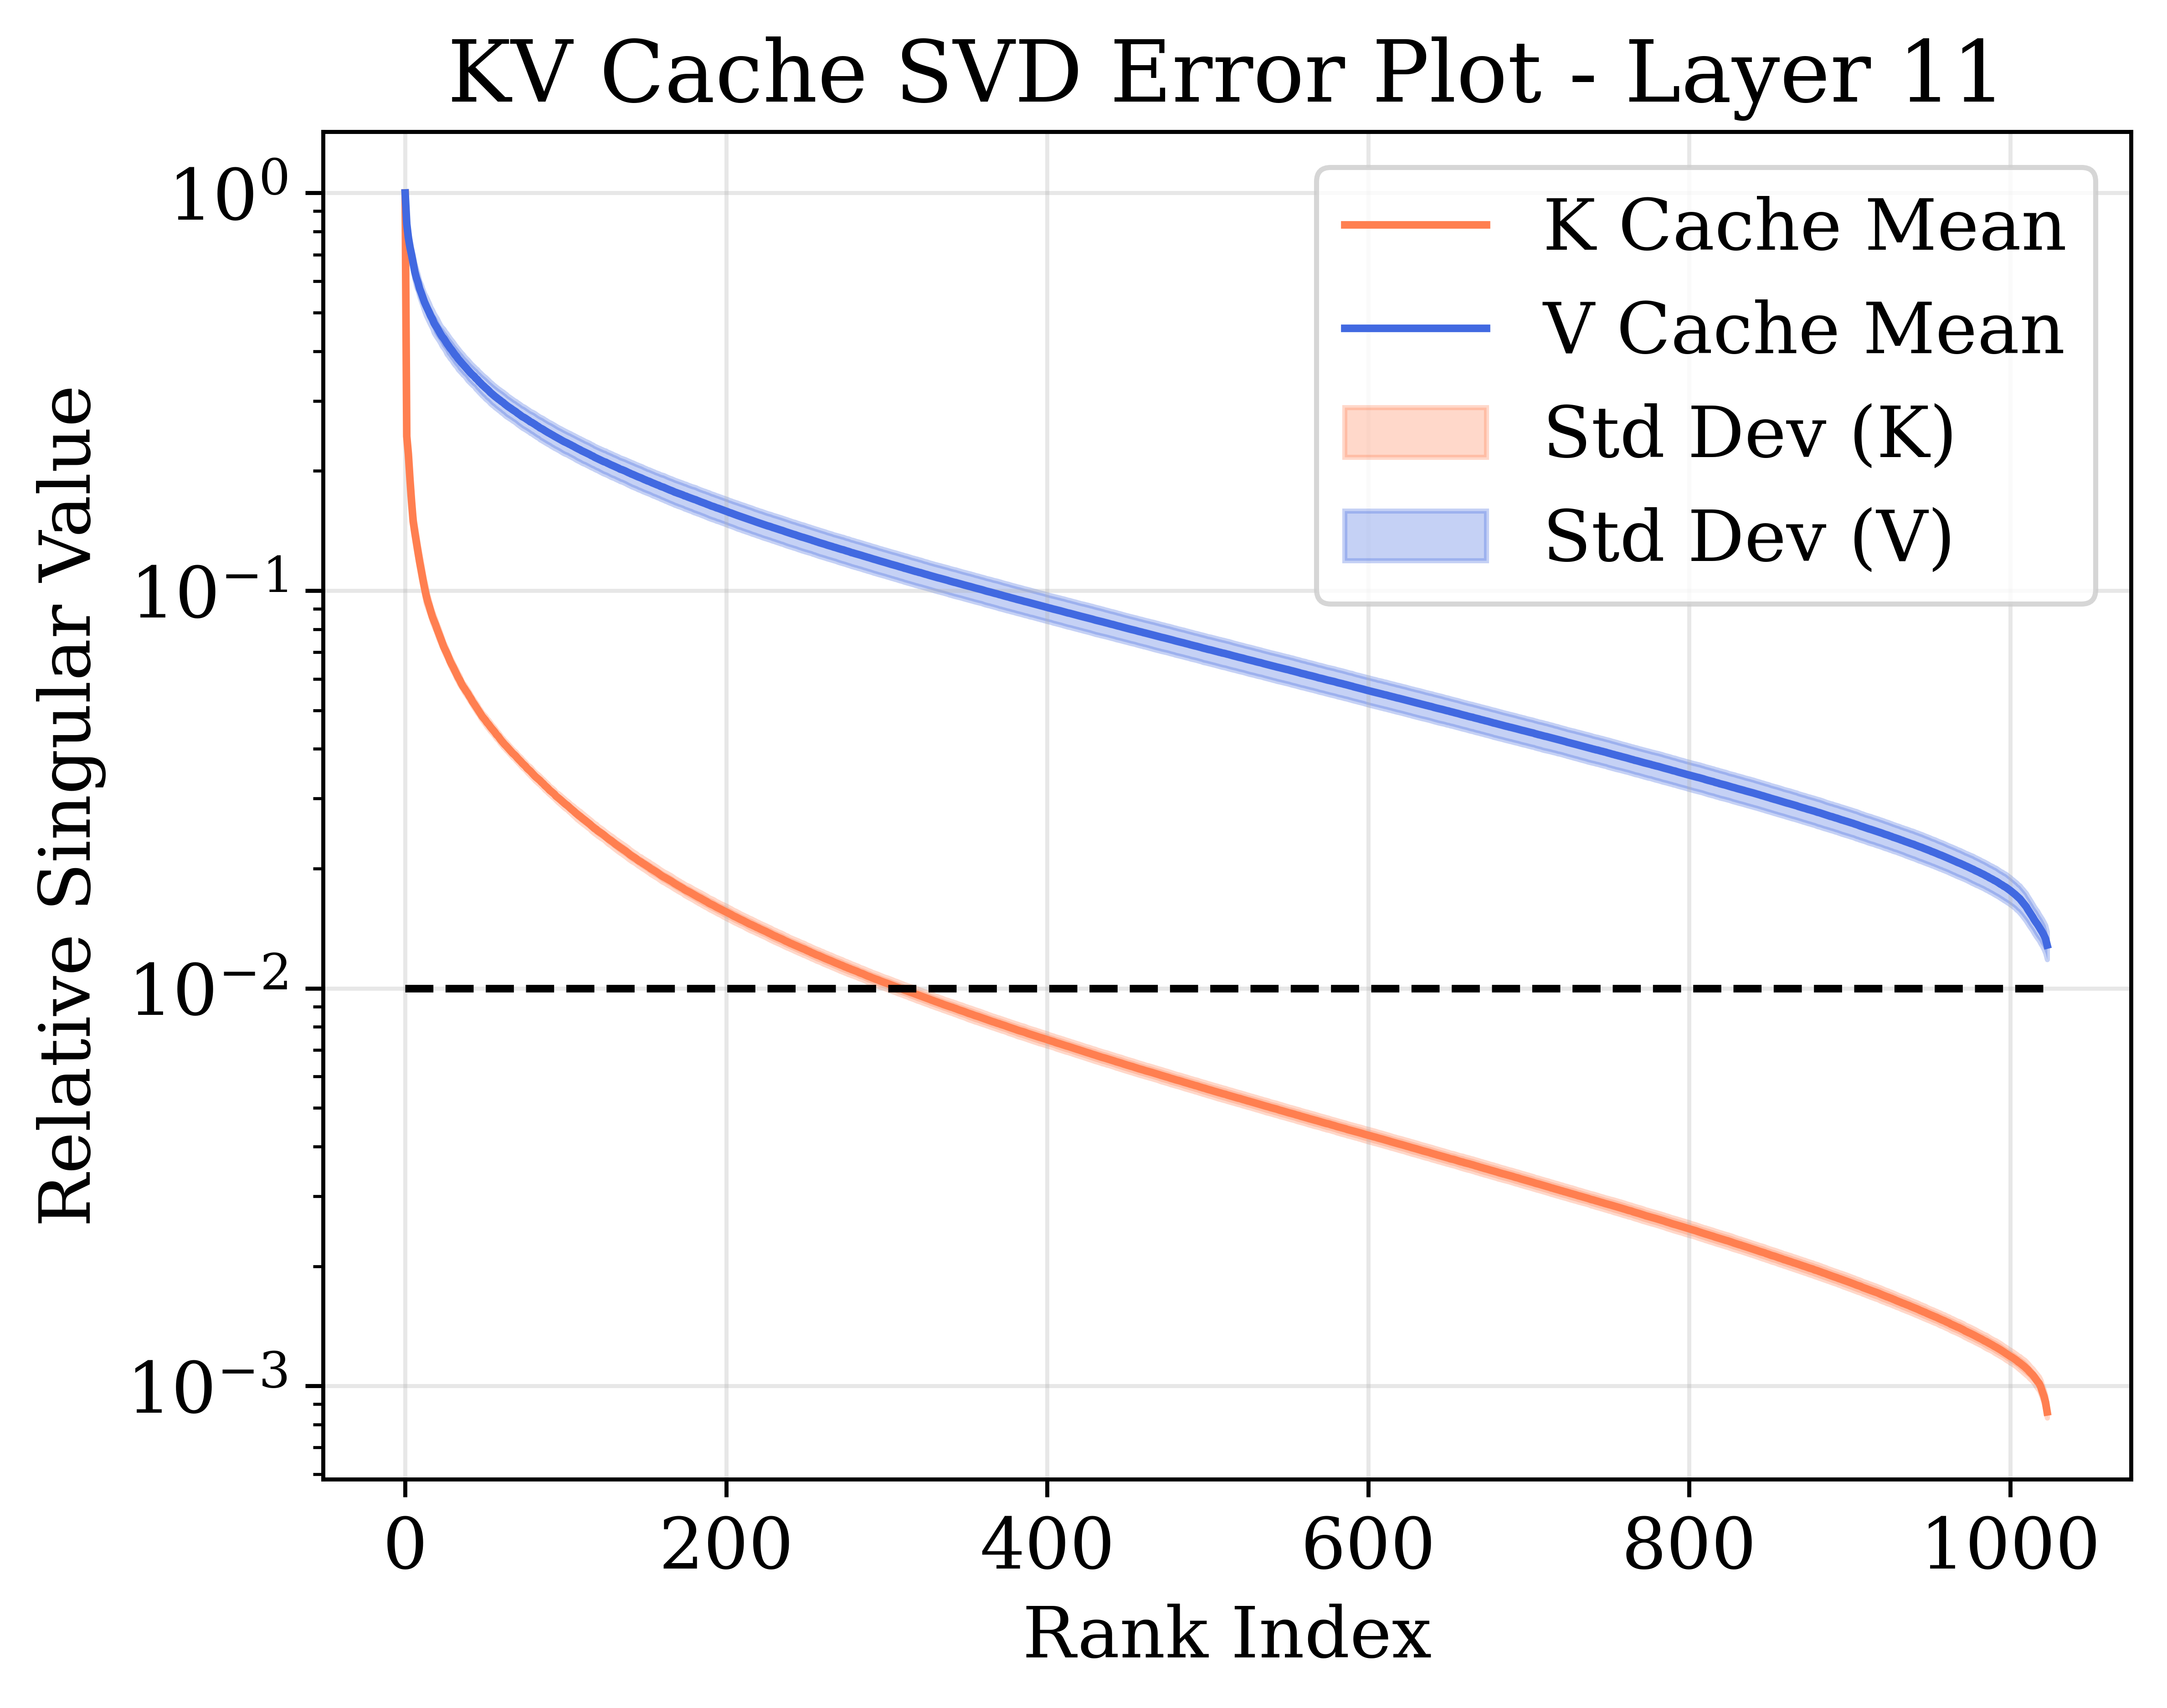 KV Cache SVD Error Plot - Layer 11
Relative Singular Value
10⁰
10⁻¹
10⁻²
10⁻³
K Cache Mean
V Cache Mean
Std Dev (K)
Std Dev (V)
0 200 400 600 800 1000
Rank Index